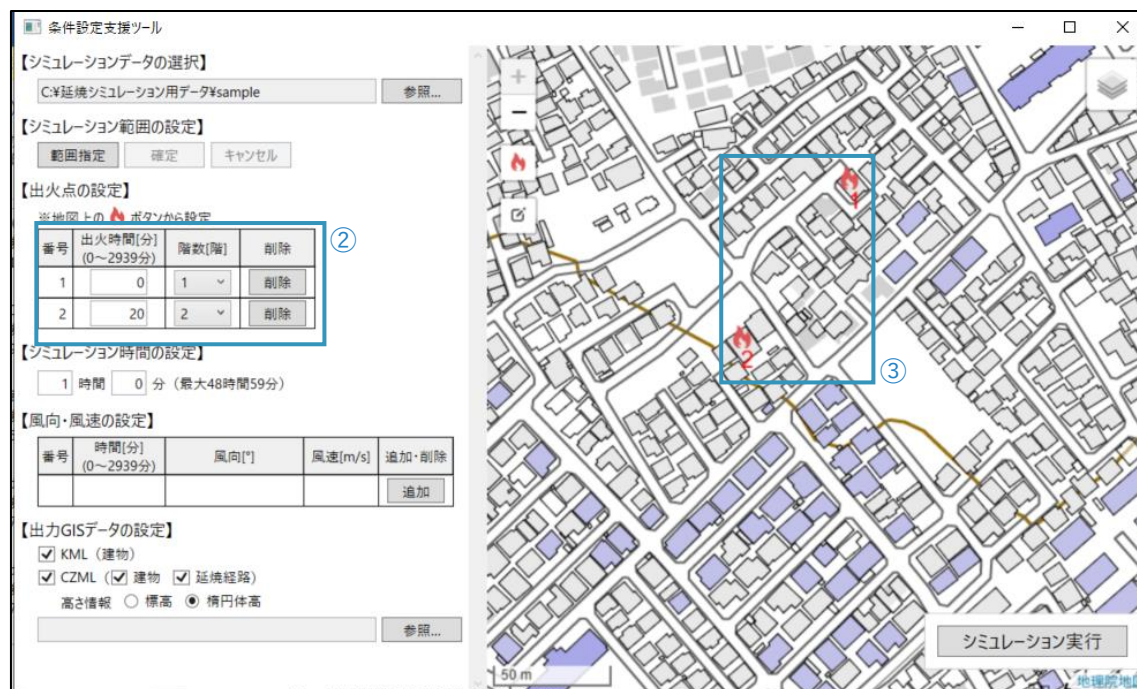 条件設定支援ツール
【シミュレーションデータの選択】
C:¥延焼シミュレーション用データ¥sample 参照...
【シミュレーション範囲の設定】
範囲指定 確定 キャンセル
【出火点の設定】
※地図上の ボタンから設定
番号 出火時間[分] (0～2939分) 階数[階] 削除
1 0 1 削除
2 20 2 削除
②
【シミュレーション時間の設定】
1 時間 0 分 (最大48時間59分)
【風向・風速の設定】
番号 時間[分] (0～2939分) 風向[°] 風速[m/s] 追加・削除
追加
【出力GISデータの設定】
KML (建物)
CZML ( 建物 延焼経路)
高さ情報 標高 楕円体高
参照...
1
2
③
シミュレーション実行
50 m
地理院地図